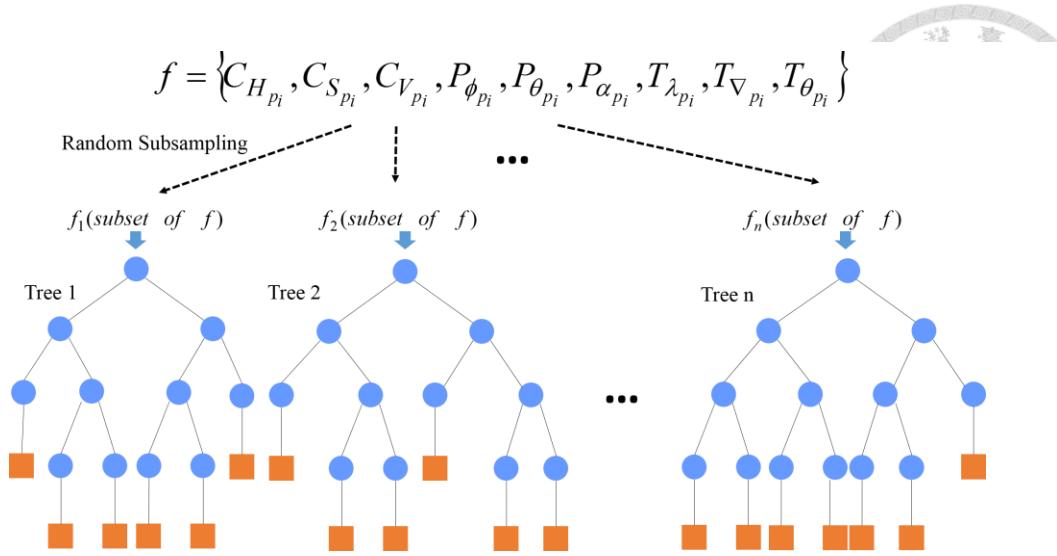 f = {C_{H_{p_i}}, C_{S_{p_i}}, C_{V_{p_i}}, P_{ϕ_{p_i}}, P_{θ_{p_i}}, P_{α_{p_i}}, T_{λ_{p_i}}, T_{∇_{p_i}}, T_{θ_{p_i}}}
Random Subsampling
...
f_1(subset of f) f_2(subset of f) f_n(subset of f)
Tree 1 Tree 2 Tree n
...